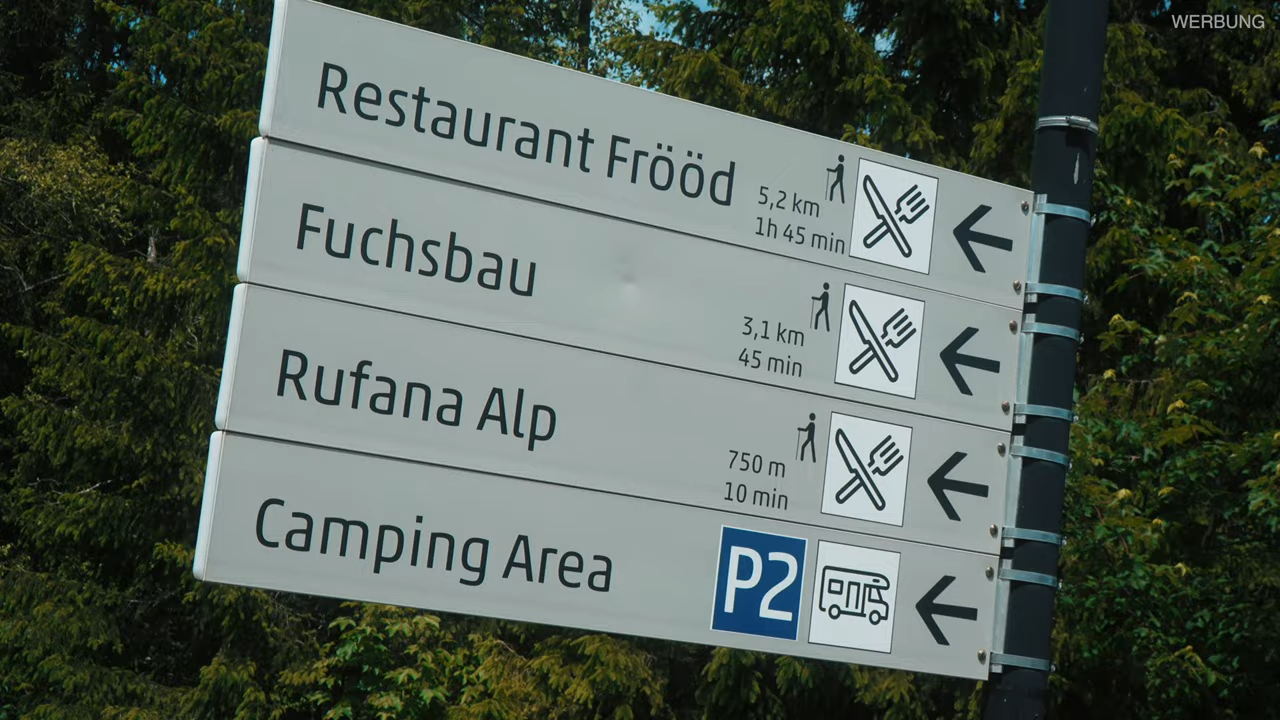 WERBUNG
Restaurant Frööd
5,2 km
1h 45 min
Fuchsbau
3,1 km
45 min
Rufana Alp
750 m
10 min
Camping Area
P2